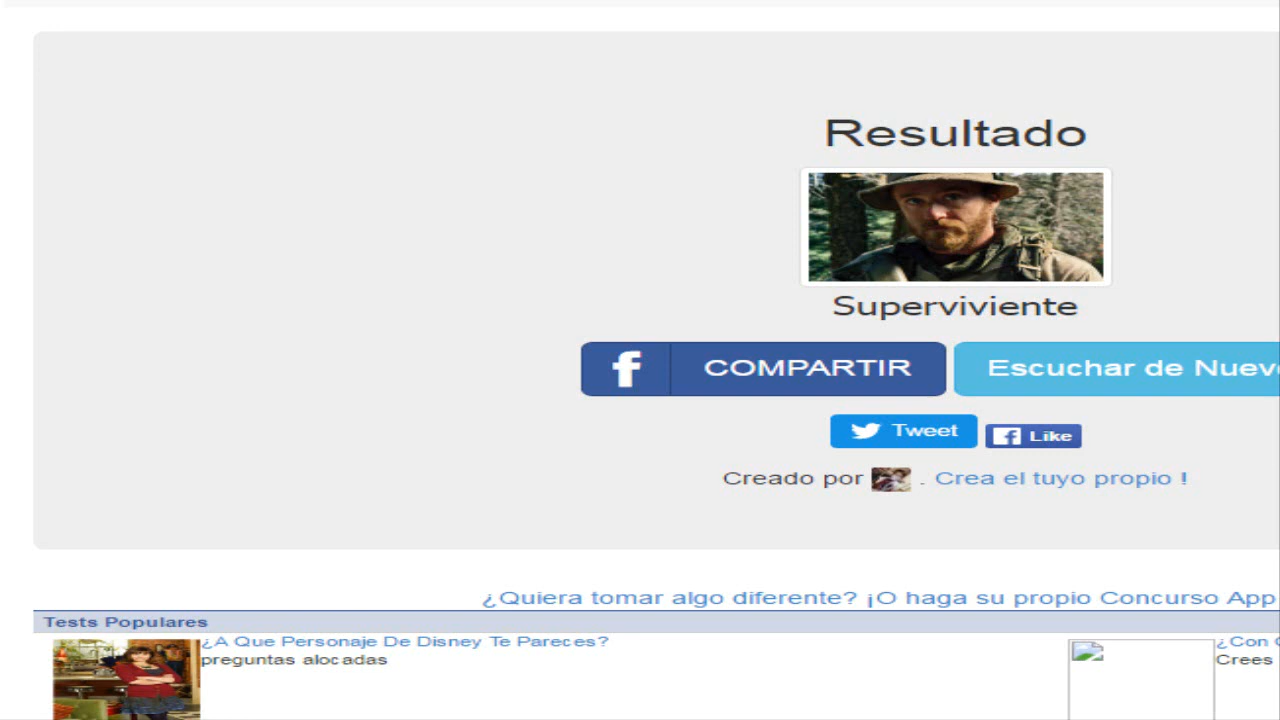 Resultado
Superviviente
COMPARTIR Escuchar de Nuev
Tweet Like
Creado por . Crea el tuyo propio !
¿Quiera tomar algo diferente? ¡O haga su propio Concurso App
Tests Populares
¿A Que Personaje De Disney Te Pareces? ¿Con
preguntas alocadas Crees